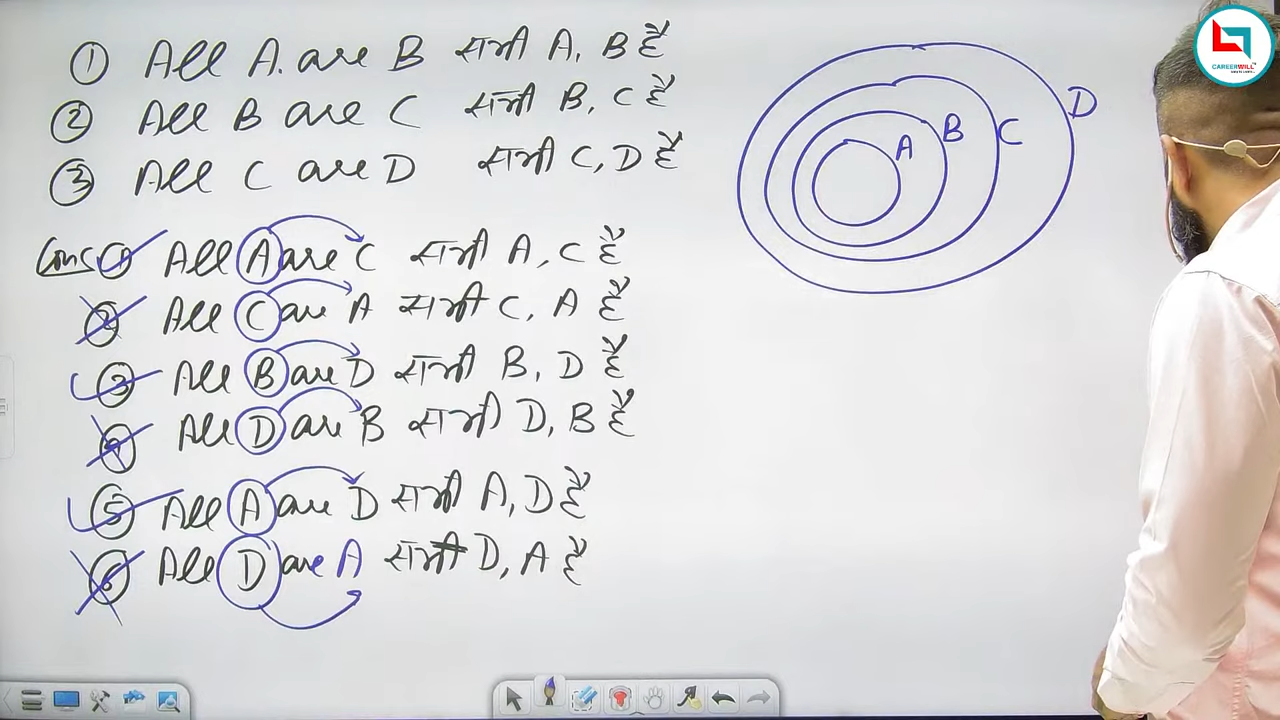 ① All A are B सभी A, B हैं
② All B are C सभी B, C हैं
③ All C are D सभी C, D हैं
Conc ① All A are C सभी A, C हैं
② All C are A सभी C, A हैं
③ All B are D सभी B, D हैं
④ All D are B सभी D, B हैं
⑤ All A are D सभी A, D हैं
⑥ All D are A सभी D, A हैं
A B C D
CAREERWILL